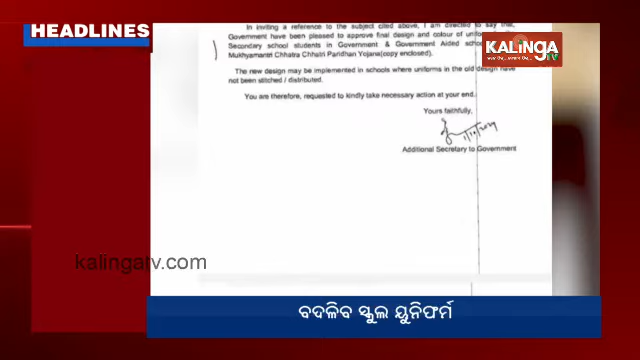 HEADLINES
In inviting a reference to the subject cited above, I am directed to say that,
Government have been pleased to approve final design and colour of
Secondary school students in Government & Government Aided
Mukhyamantri Chhatra Chhatri Paridhan Yojana(copy enclosed).
The new design may be implemented in schools where uniforms in the old design have
not been stitched / distributed.
You are therefore, requested to kindly take necessary action at your end.
Yours faithfully,
Additional Secretary to Government
KALINGA
TV
kalingatv.com
ବଦଳିବ ସ୍କୁଲ ୟୁନିଫର୍ମ